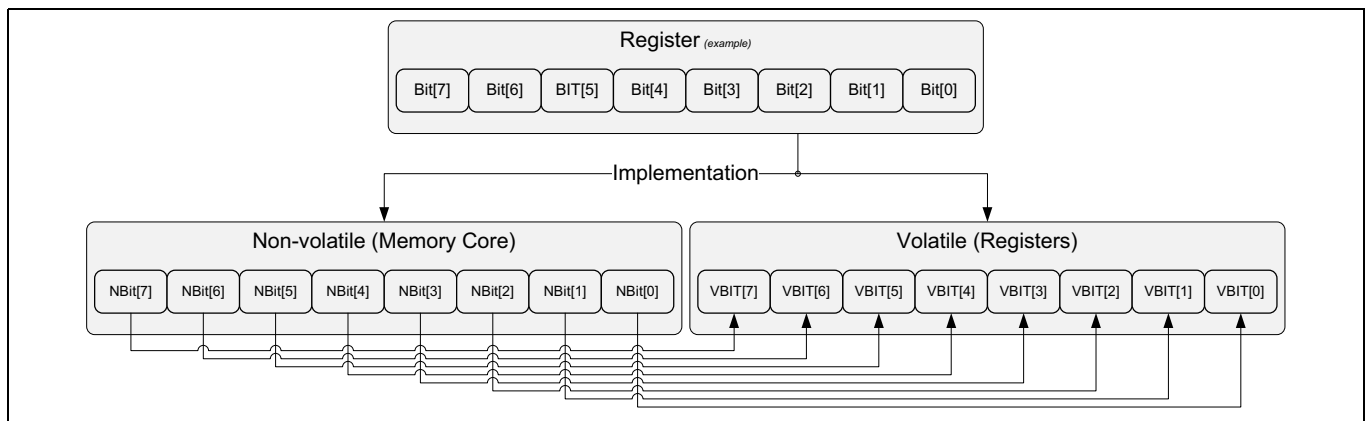 Register (example)
Bit[7] Bit[6] BIT[5] Bit[4] Bit[3] Bit[2] Bit[1] Bit[0]
Implementation
Non-volatile (Memory Core) Volatile (Registers)
NBit[7] NBit[6] NBit[5] NBit[4] NBit[3] NBit[2] NBit[1] NBit[0] VBIT[7] VBIT[6] VBIT[5] VBIT[4] VBIT[3] VBIT[2] VBIT[1] VBIT[0]